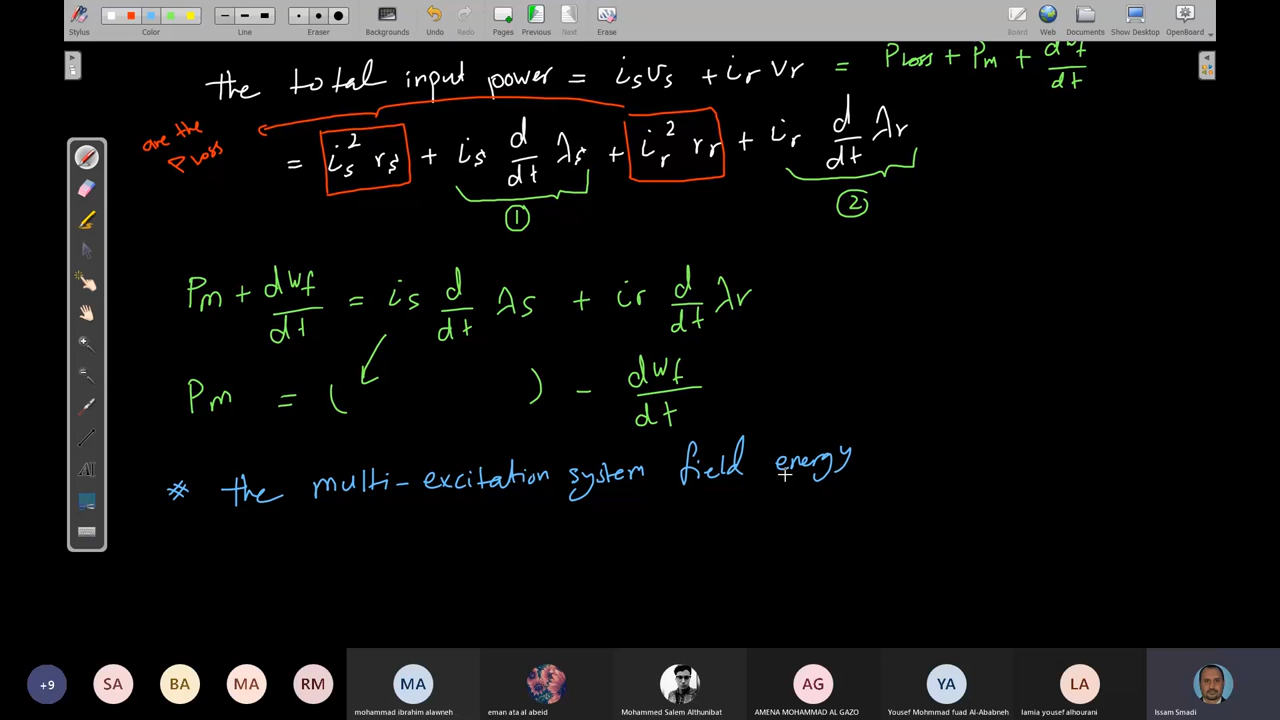 Stylus
Color
Line
Eraser
Backgrounds
Undo
Redo
Pages
Previous
Next
Erase
Board
Web
Documents
Show Desktop
OpenBoard
the total input power = is vs + ir vr = Ploss + Pm + dWf/dt
are the
Ploss
= is² rs + is d/dt λs + ir² rr + ir d/dt λr
① ②
Pm + dWf/dt = is d/dt λs + ir d/dt λr
Pm = ( ) - dWf/dt
* the multi-excitation system field energy
+9
SA
BA
MA
RM
MA
AG
YA
LA
mohammad ibrahim alawneh
eman ata al abeid
Mohammed Salem Althunibat
AMENA MOHAMMAD AL GAZO
Yousef Mohmmad fuad Al-Ababneh
lamia yousef alhourani
Issam Smadi